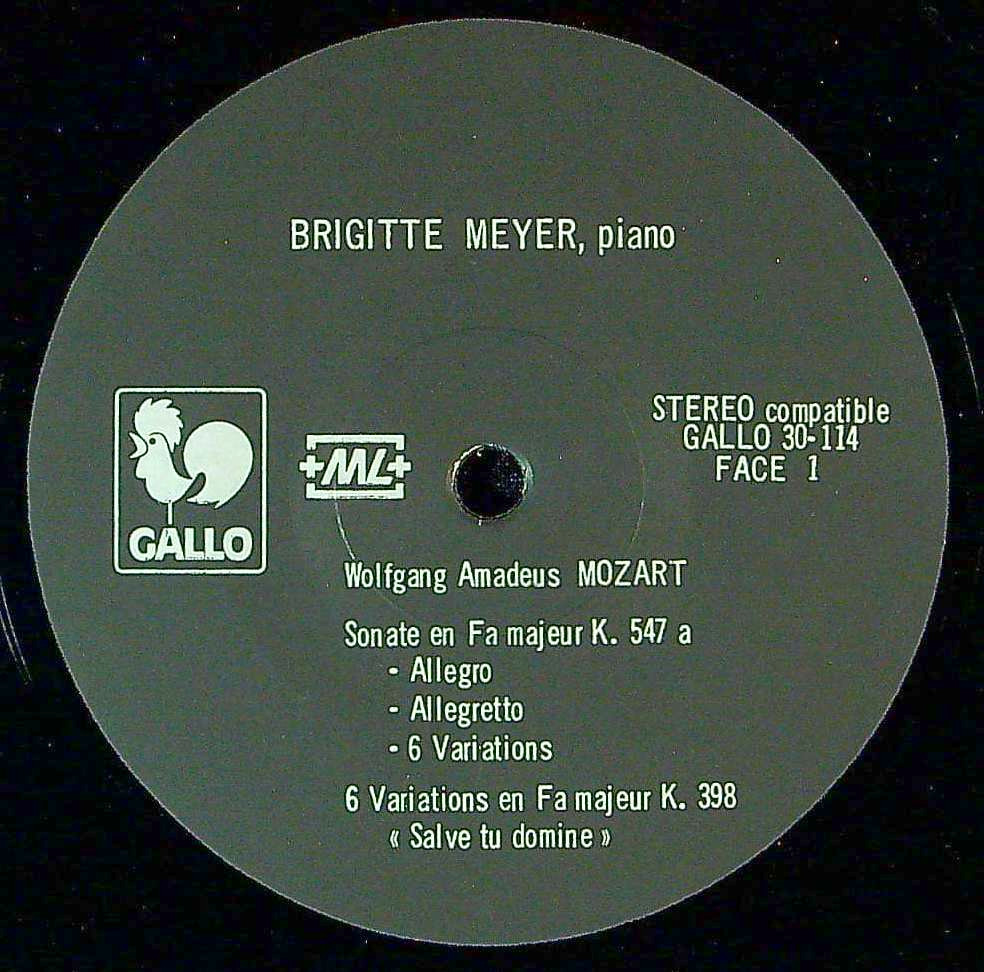 BRIGITTE MEYER, piano
STEREO compatible
GALLO 30-114
FACE 1
+ML+
GALLO
Wolfgang Amadeus MOZART
Sonate en Fa majeur K. 547 a
- Allegro
- Allegretto
- 6 Variations
6 Variations en Fa majeur K. 398
« Salve tu domine »